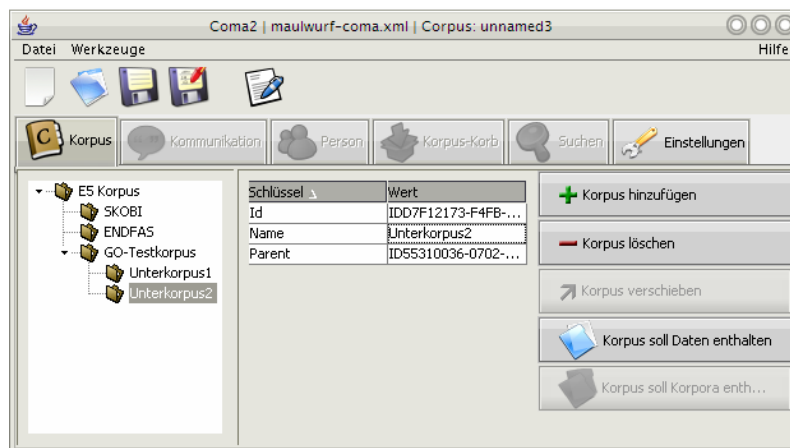 Coma2 | maulwurf-coma.xml | Corpus: unnamed3
Datei Werkzeuge Hilfe
Korpus Kommunikation Person Korpus-Korb Suchen Einstellungen
E5 Korpus
SKOBI
ENDFAS
GO-Testkorpus
Unterkorpus1
Unterkorpus2
Schlüssel Wert
Id IDD7F12173-F4FB-...
Name Unterkorpus2
Parent ID55310036-0702-...
Korpus hinzufügen
Korpus löschen
Korpus verschieben
Korpus soll Daten enthalten
Korpus soll Korpora enth...